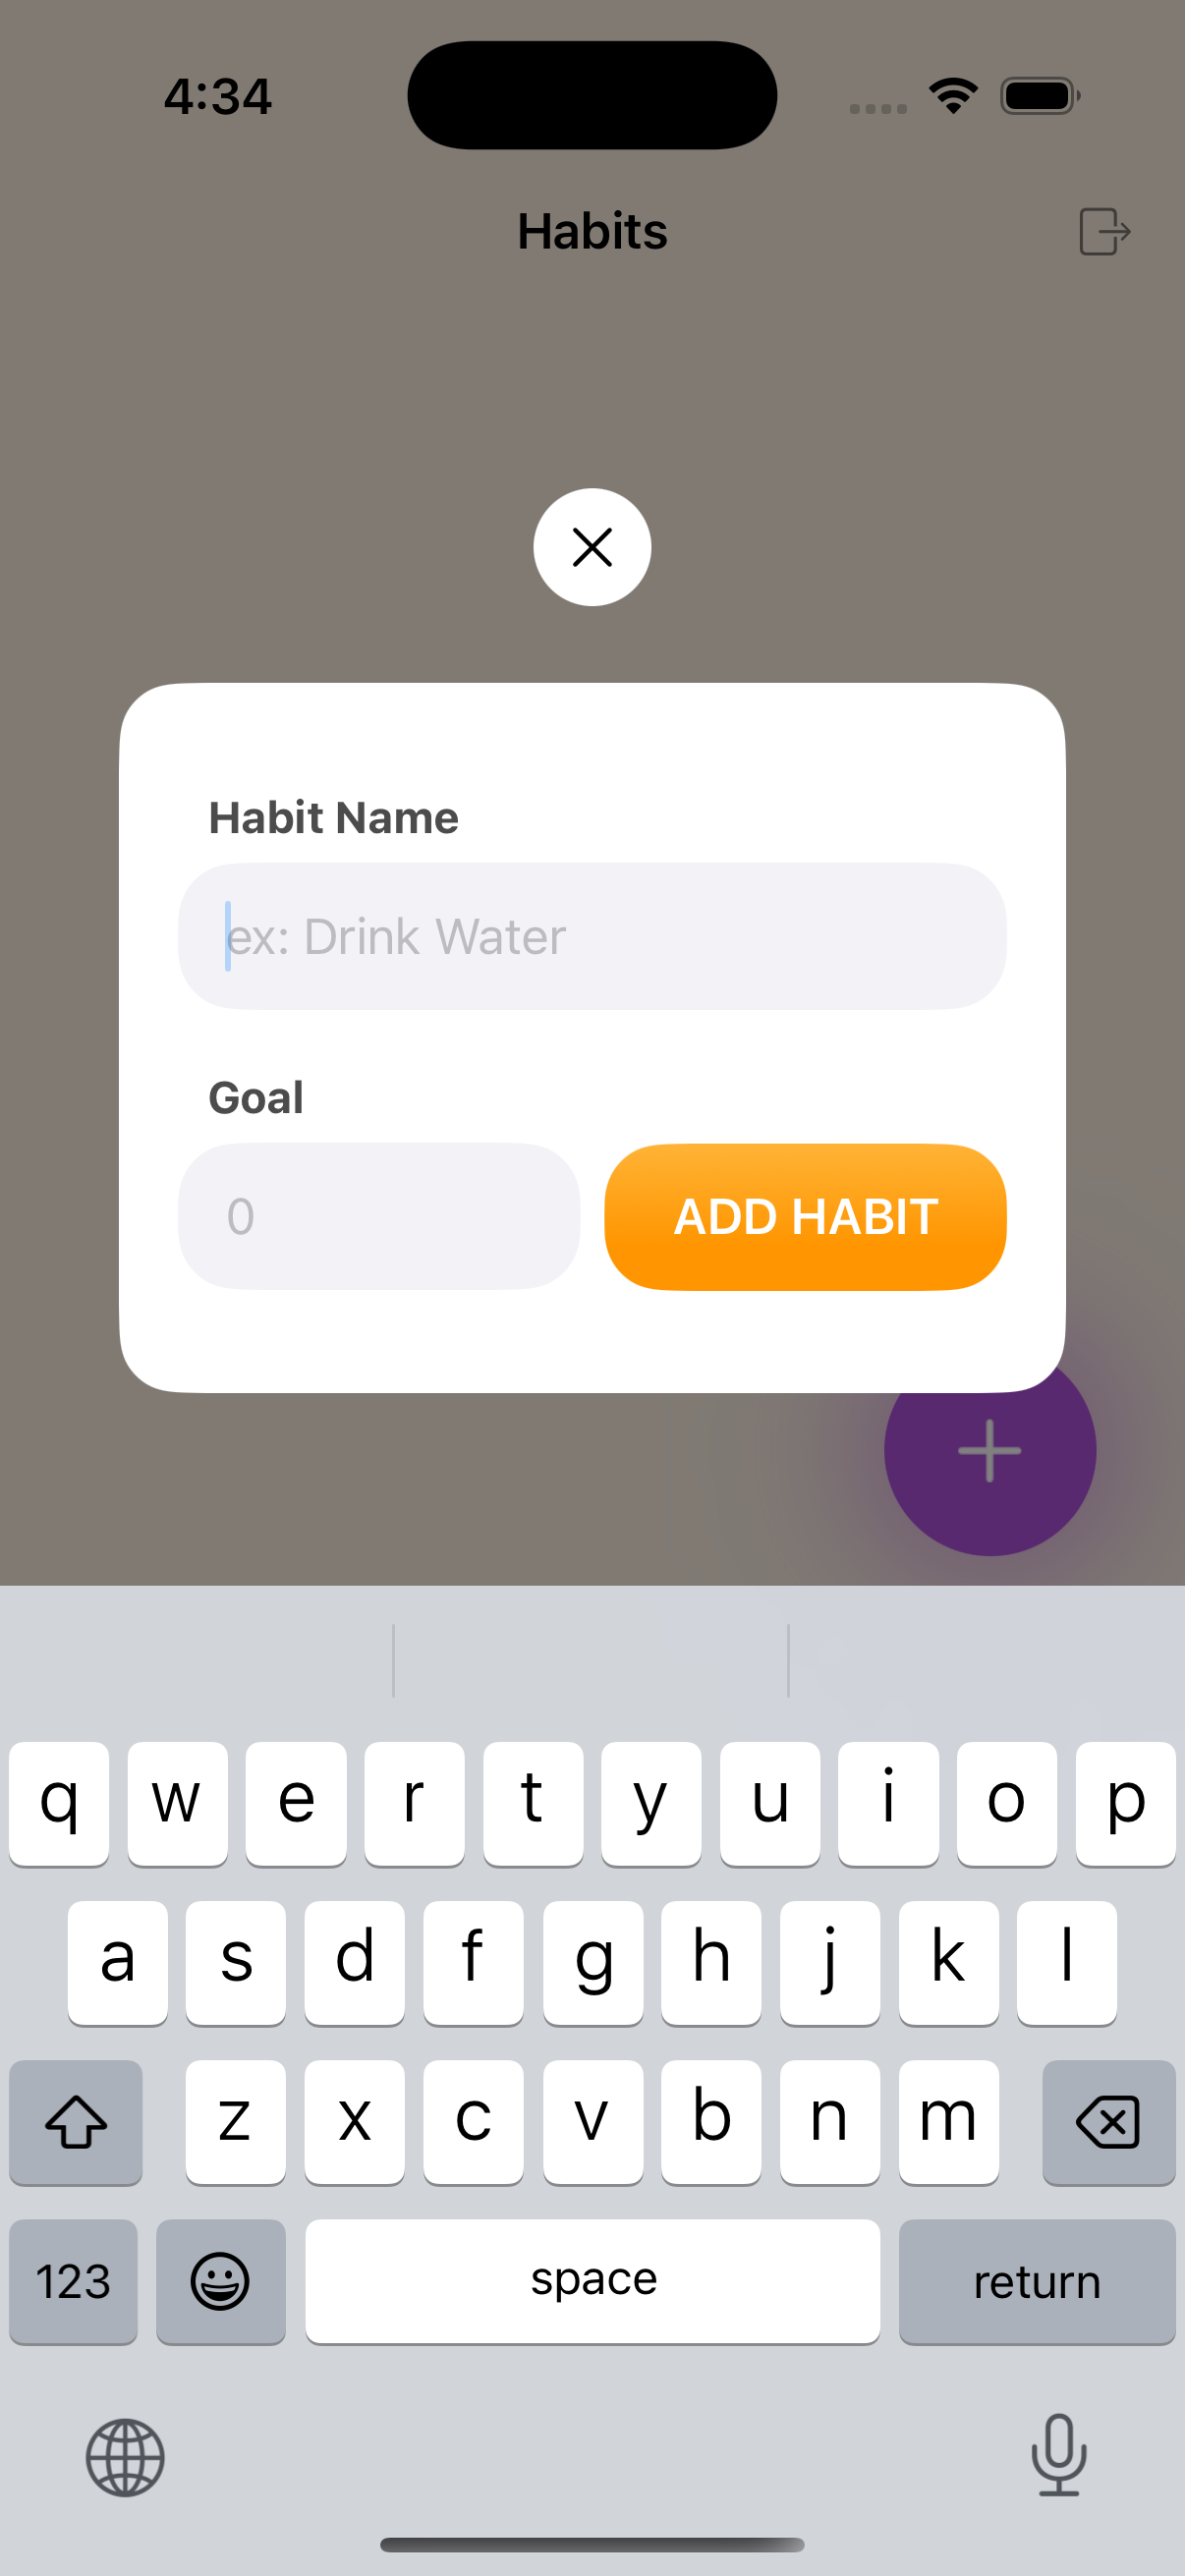 4:34
Habits
Habit Name
ex: Drink Water
Goal
0
ADD HABIT
q w e r t y u i o p
a s d f g h j k l
z x c v b n m
123 space return